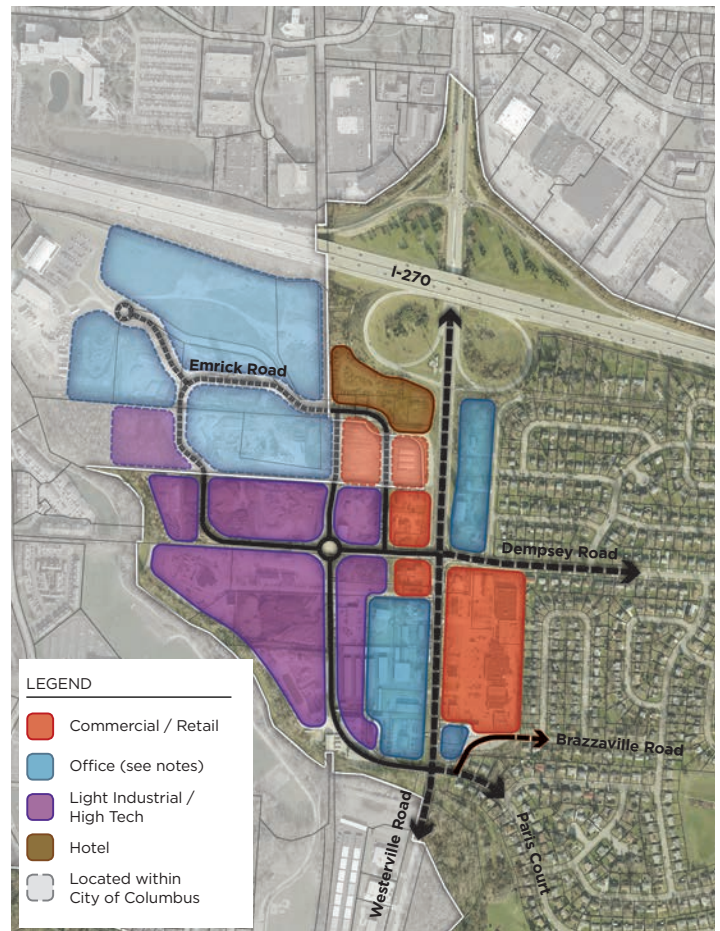 I-270
Emrick Road
Dempsey Road
Brazzaville Road
Westerville Road
Paris Court
LEGEND
Commercial / Retail
Office (see notes)
Light Industrial /
High Tech
Hotel
Located within
City of Columbus